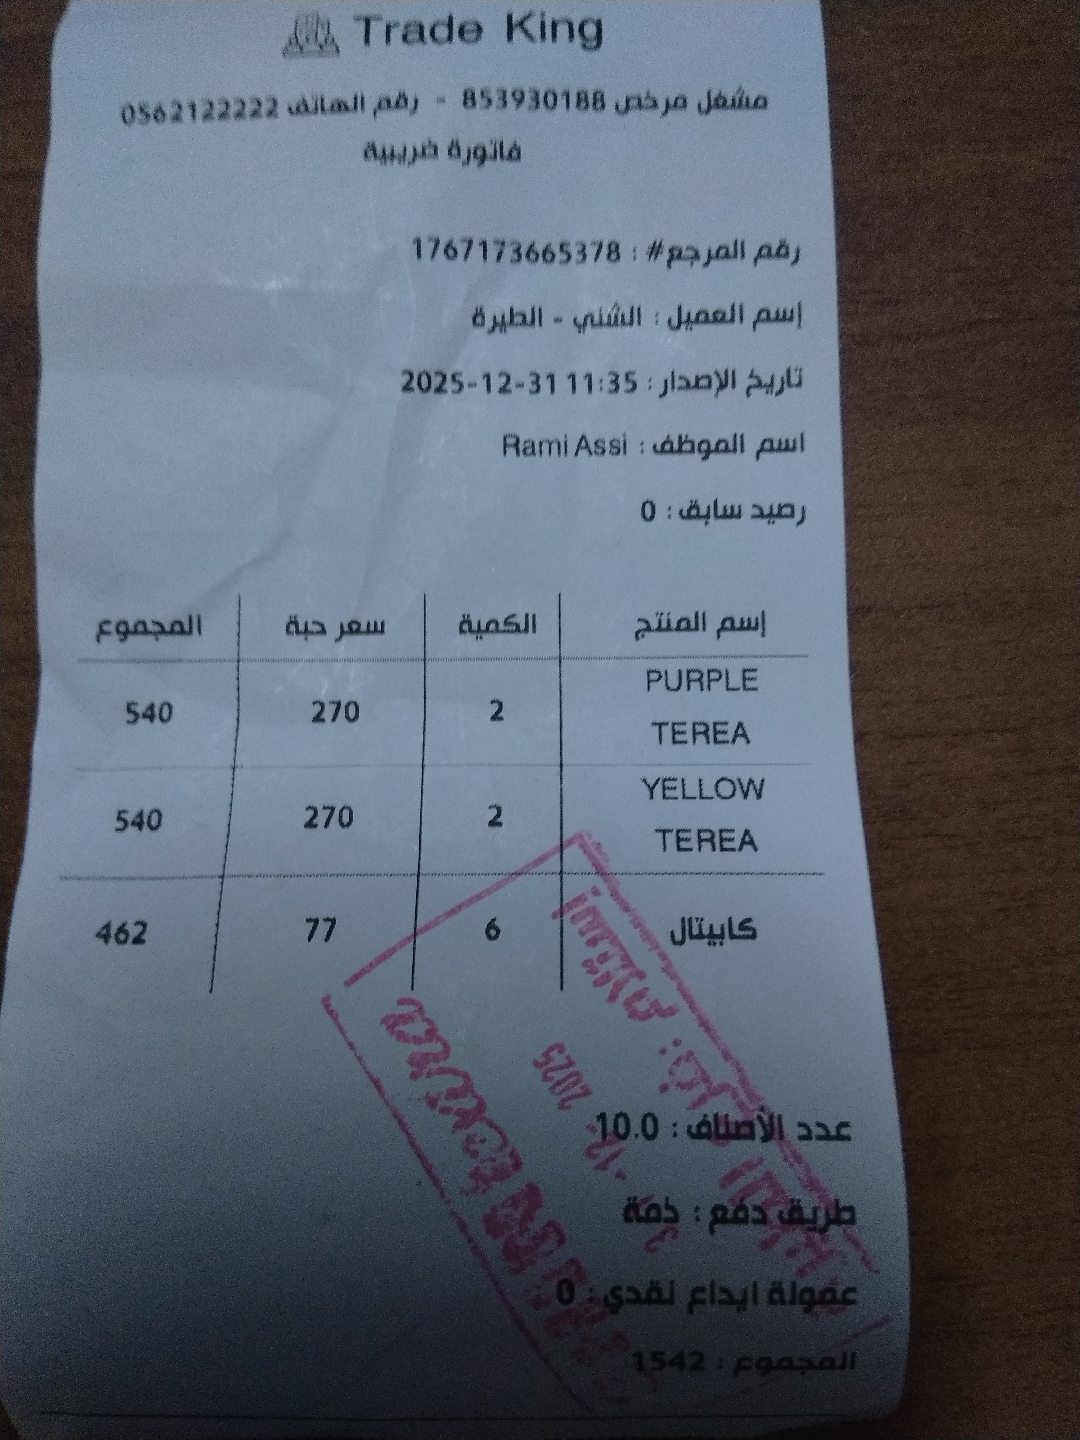 Trade King
مشغل مرخص 853930188 - رقم الهاتف 0562122222
فاتورة ضريبية
رقم المرجع# : 1767173665378
إسم العميل : الشني - الطيرة
تاريخ الإصدار : 2025-12-31 11:35
اسم الموظف : Rami Assi
رصيد سابق : 0
إسم المنتج الكمية سعر حبة المجموع
PURPLE TEREA 2 270 540
YELLOW TEREA 2 270 540
كابيتال 6 77 462
2025 -12-
عدد الأصناف : 10.0
طريق دفع : ذمة
عمولة ايداع نقدي : 0
المجموع : 1542